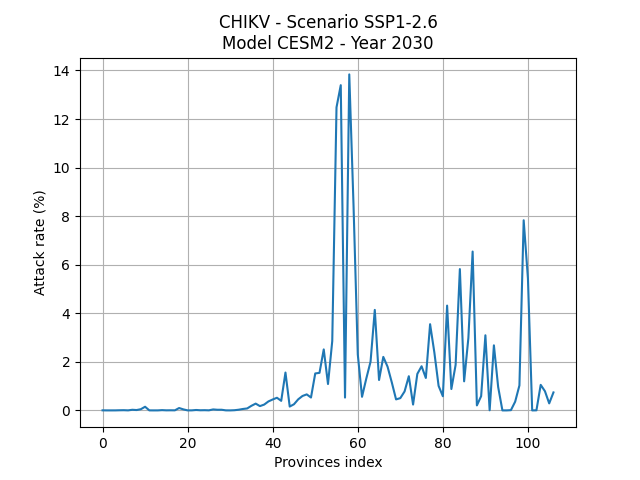 CHIKV - Scenario SSP1-2.6
Model CESM2 - Year 2030
14
12
10
8
6
4
2
0
Attack rate (%)
0 20 40 60 80 100
Provinces index